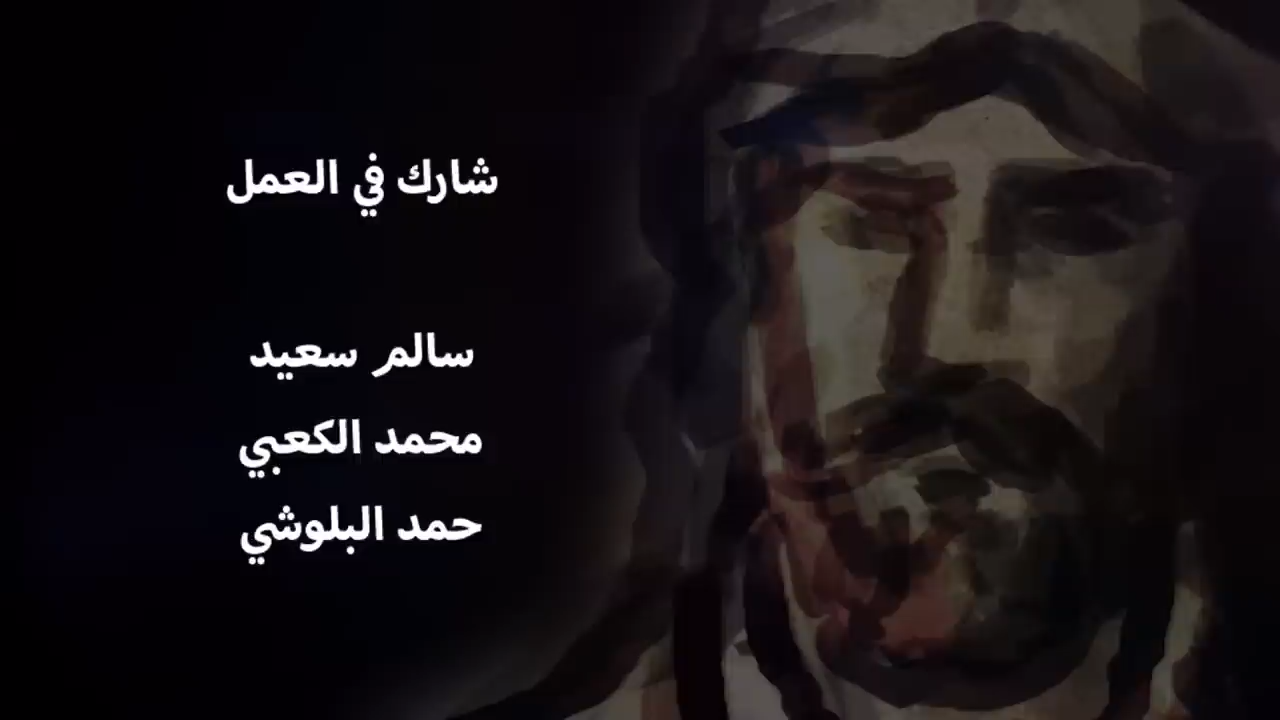 شارك في العمل
سالم سعيد
محمد الكعبي
حمد البلوشي